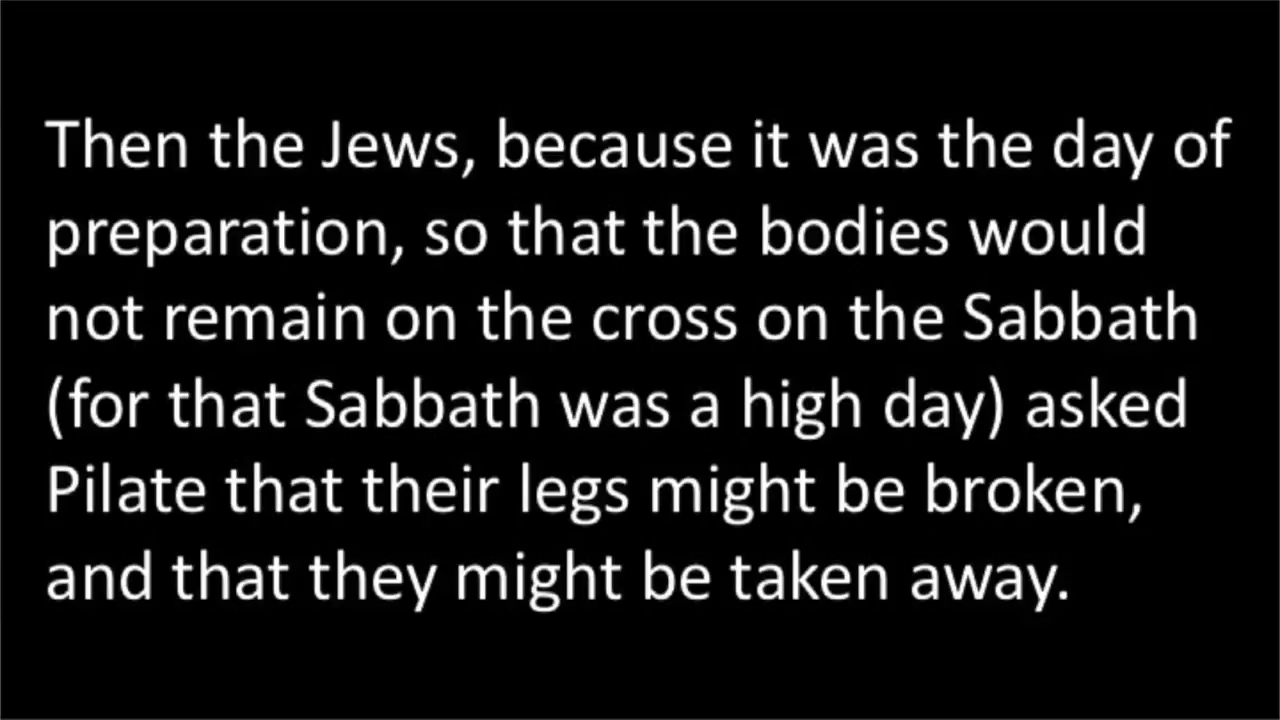 Then the Jews, because it was the day of
preparation, so that the bodies would
not remain on the cross on the Sabbath
(for that Sabbath was a high day) asked
Pilate that their legs might be broken,
and that they might be taken away.